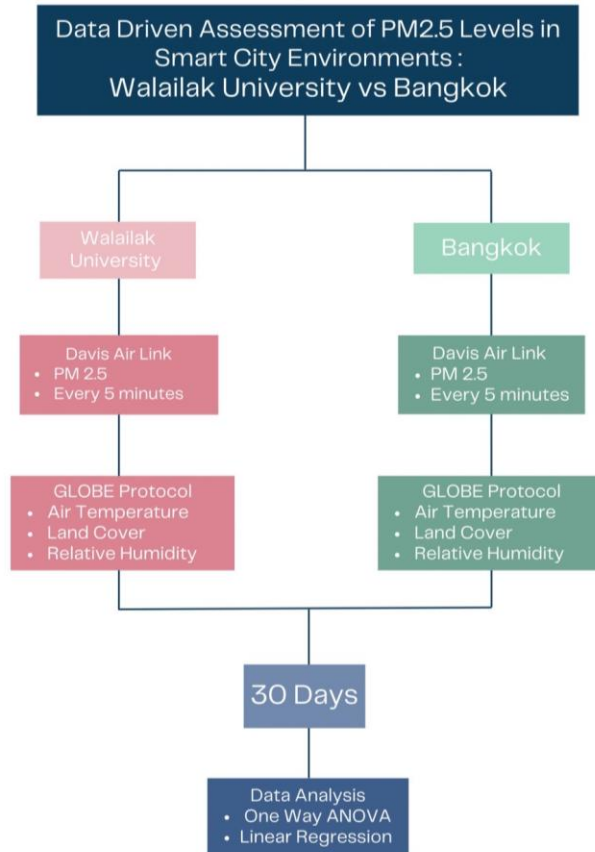 Data Driven Assessment of PM2.5 Levels in
Smart City Environments :
Walailak University vs Bangkok
Walailak
University
Bangkok
Davis Air Link
• PM 2.5
• Every 5 minutes
Davis Air Link
• PM 2.5
• Every 5 minutes
GLOBE Protocol
• Air Temperature
• Land Cover
• Relative Humidity
GLOBE Protocol
• Air Temperature
• Land Cover
• Relative Humidity
30 Days
Data Analysis
• One Way ANOVA
• Linear Regression